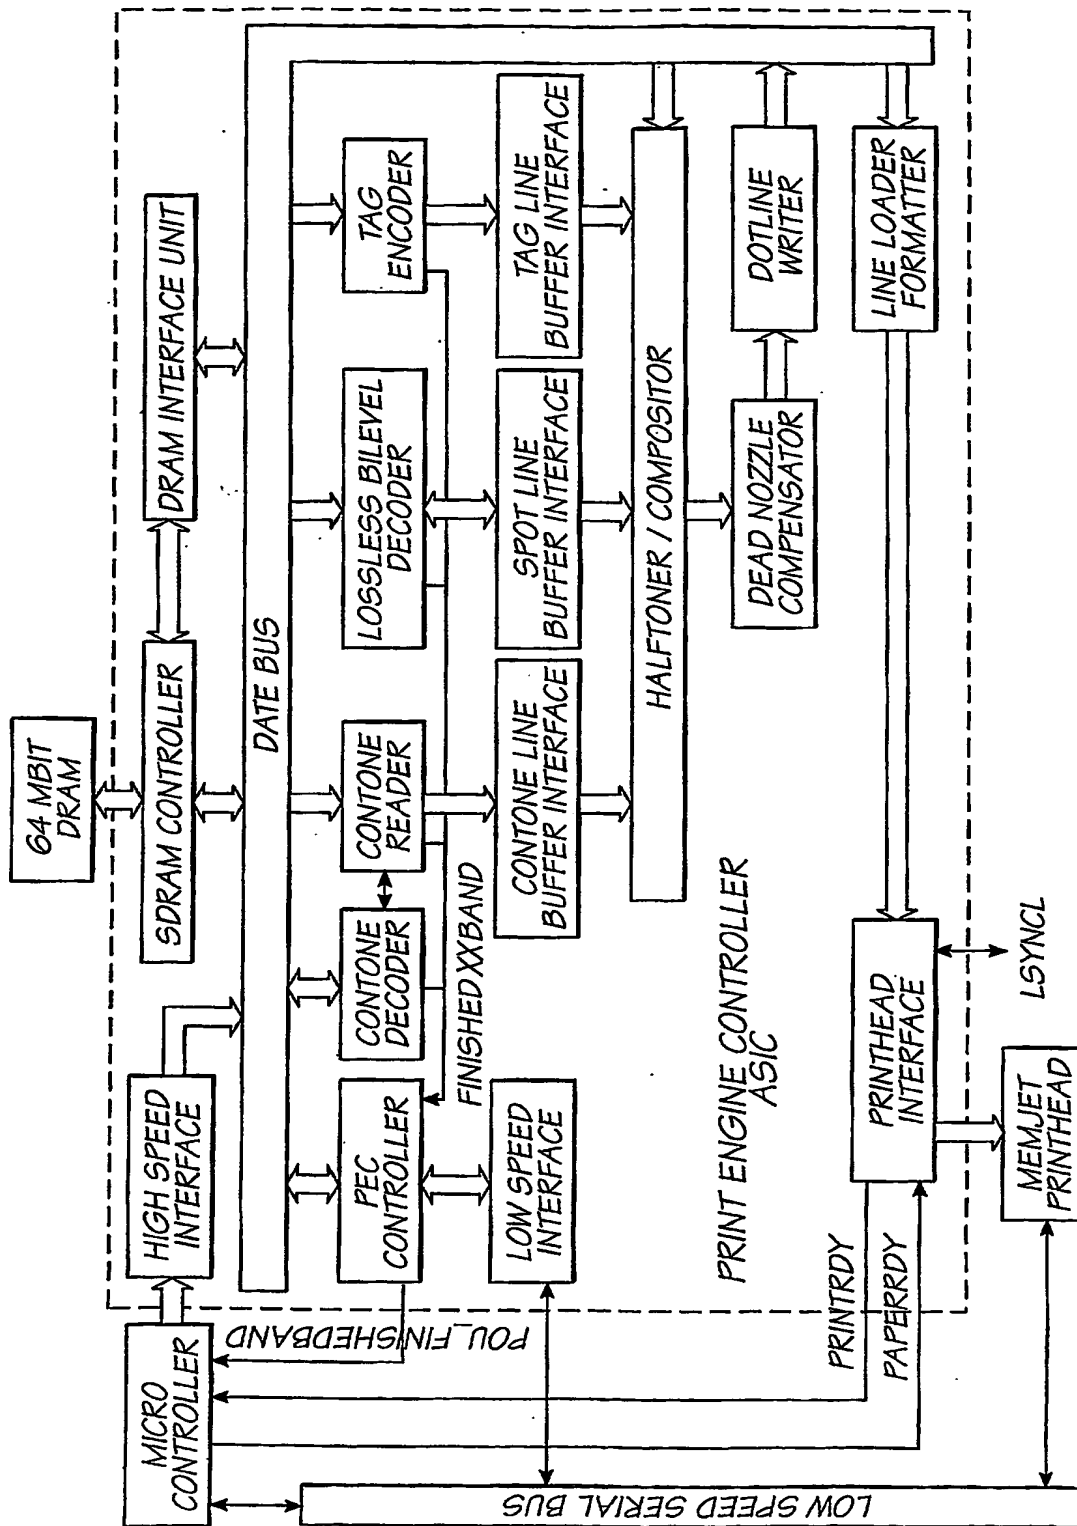 64 MBIT
DRAM
MICRO
CONTROLLER
HIGH SPEED
INTERFACE
SDRAM CONTROLLER
DRAM INTERFACE UNIT
DATE BUS
POU_FINISHEDBAND
PEC
CONTROLLER
CONTONE
DECODER
CONTONE
READER
LOSSLESS BILEVEL
DECODER
TAG
ENCODER
FINISHEDXXBAND
LOW SPEED
INTERFACE
CONTONE LINE
BUFFER INTERFACE
SPOT LINE
BUFFER INTERFACE
TAG LINE
BUFFER INTERFACE
HALFTONER / COMPOSITOR
PRINT ENGINE CONTROLLER
ASIC
DEAD NOZZLE
COMPENSATOR
DOTLINE
WRITER
PRINTRDY
PAPERRDY
PRINTHEAD
INTERFACE
LINE LOADER
FORMATTER
LOW SPEED SERIAL BUS
MEMJET
PRINTHEAD
LSYNCL